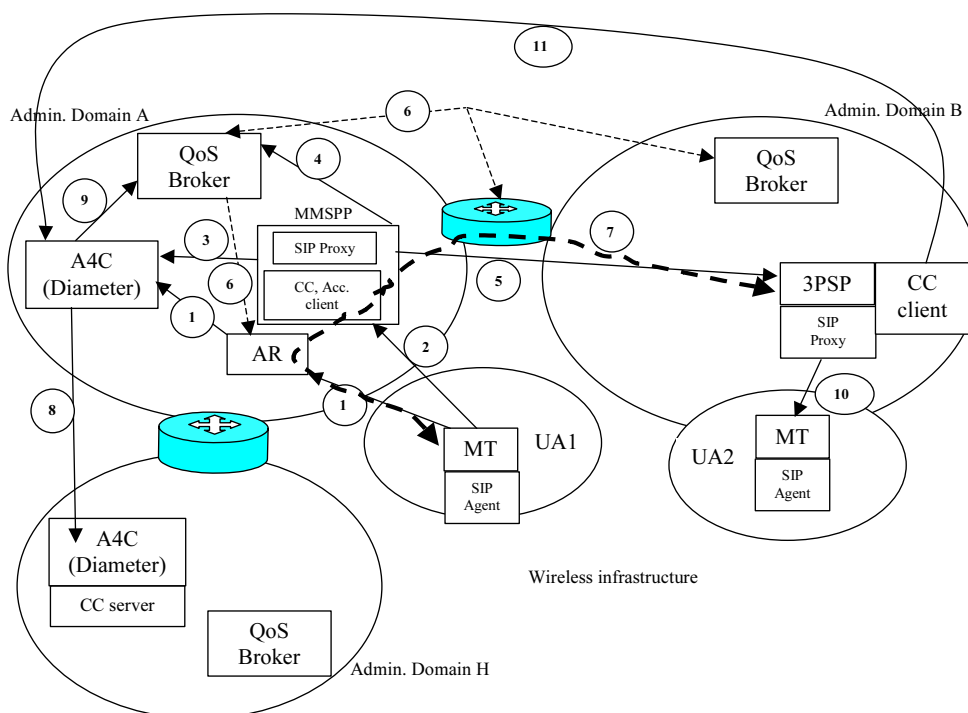 11
Admin. Domain A
6
Admin. Domain B
QoS
Broker
4
QoS
Broker
9
MMSPP
7
3
SIP Proxy
A4C
(Diameter)
6
CC, Acc.
client
5
3PSP
CC
client
1
SIP
Proxy
AR
2
8
1
10
MT
UA1
MT
UA2
SIP
Agent
SIP
Agent
A4C
(Diameter)
CC server
Wireless infrastructure
QoS
Broker
Admin. Domain H